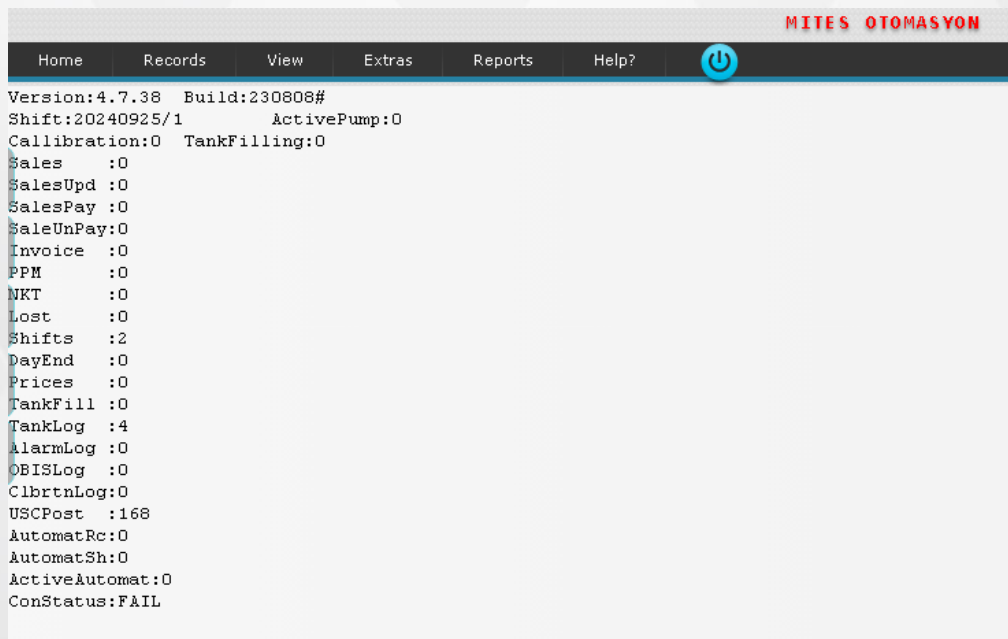 MITES OTOMASYON
Home Records View Extras Reports Help?
Version:4.7.38 Build:230808#
Shift:20240925/1 ActivePump:0
Callibration:0 TankFilling:0
Sales :0
SalesUpd :0
SalesPay :0
SaleUnPay:0
Invoice :0
PPM :0
NKT :0
Lost :0
Shifts :2
DayEnd :0
Prices :0
TankFill :0
TankLog :4
AlarmLog :0
OBISLog :0
ClbrtnLog:0
USCPost :168
AutomatRc:0
AutomatSh:0
ActiveAutomat:0
ConStatus:FAIL